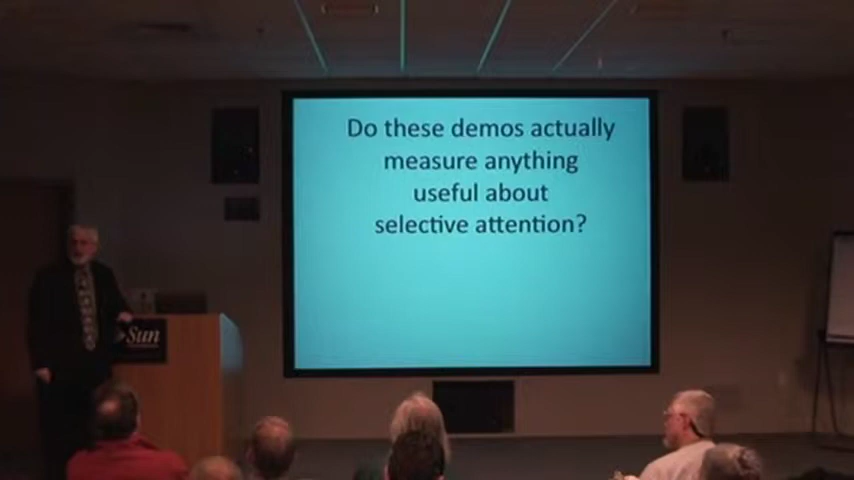 Do these demos actually
measure anything
useful about
selective attention?
Sun